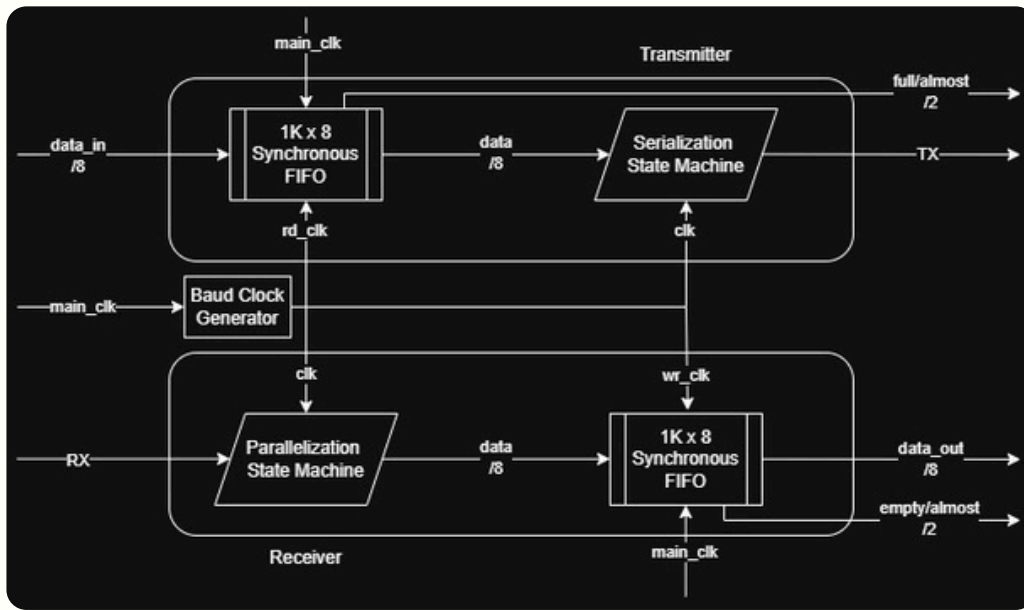 main_clk
Transmitter
full/almost
/2
data_in
/8
1K x 8
Synchronous
FIFO
data
/8
Serialization
State Machine
TX
rd_clk
clk
main_clk
Baud Clock
Generator
clk
wr_clk
RX
Parallelization
State Machine
data
/8
1K x 8
Synchronous
FIFO
data_out
/8
empty/almost
/2
Receiver
main_clk